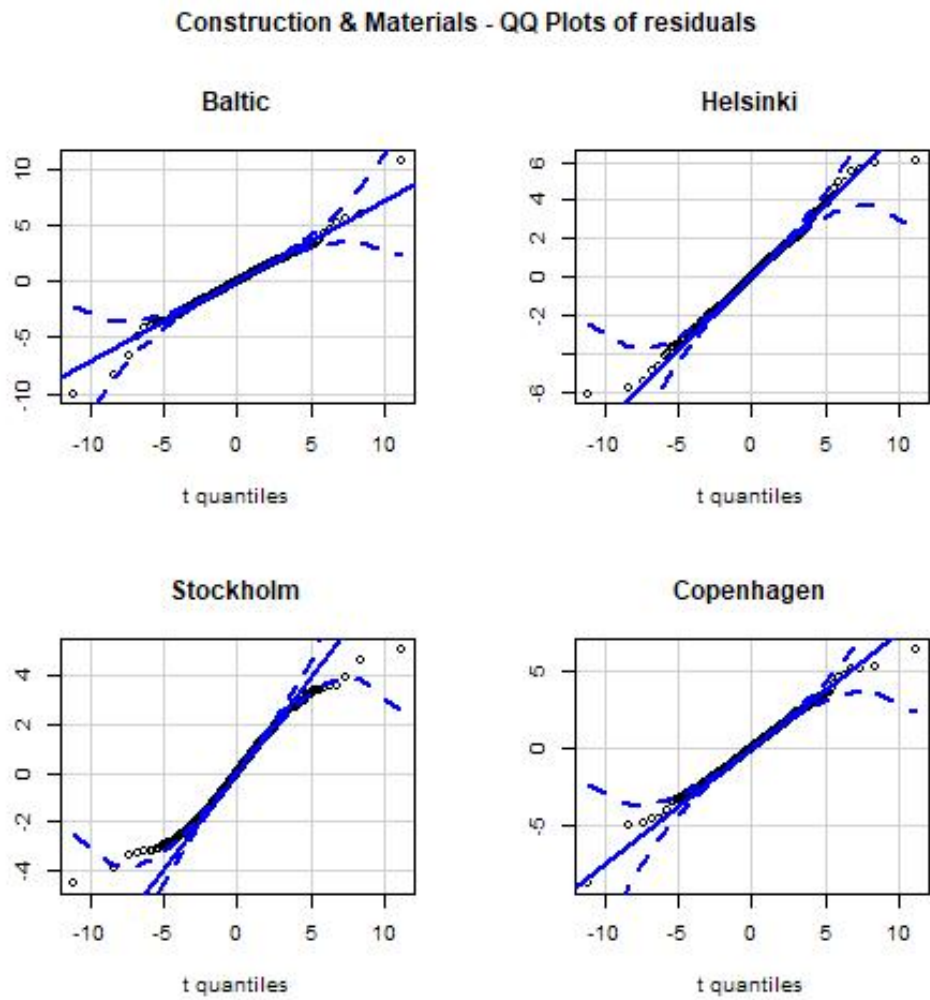 Construction & Materials - QQ Plots of residuals
Baltic
10
5
0
-5
-10
-10 -5 0 5 10
t quantiles
Helsinki
6
4
2
0
-2
-6
-10 -5 0 5 10
t quantiles
Stockholm
4
2
0
-2
-4
-10 -5 0 5 10
t quantiles
Copenhagen
5
0
-5
-10 -5 0 5 10
t quantiles